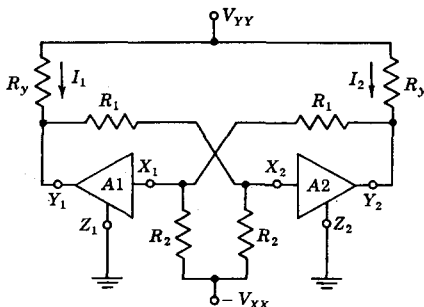 V_YY
R_y I_1 I_2 R_y
R_1 R_1
X_1 X_2
A1 A2
Y_1 Z_1 Z_2 Y_2
R_2 R_2
-V_XX